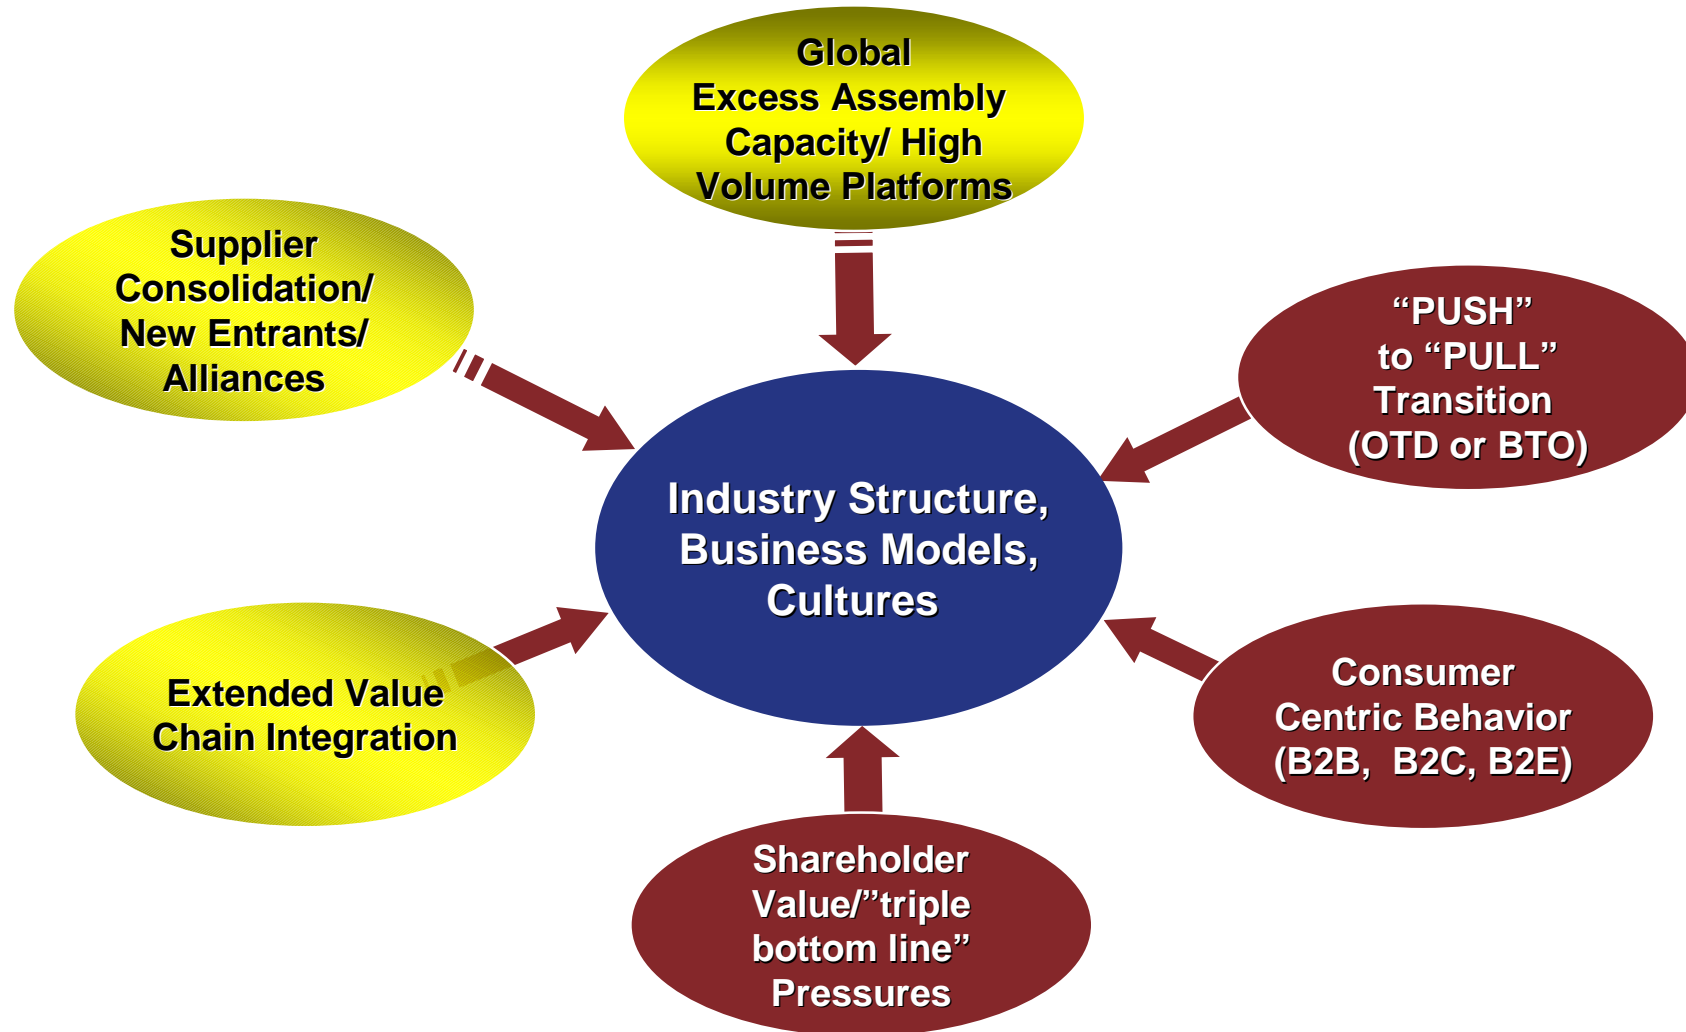 Global
Excess Assembly
Capacity/ High
Volume Platforms
Supplier
Consolidation/
New Entrants/
Alliances
“PUSH”
to “PULL”
Transition
(OTD or BTO)
Industry Structure,
Business Models,
Cultures
Extended Value
Chain Integration
Consumer
Centric Behavior
(B2B, B2C, B2E)
Shareholder
Value/”triple
bottom line”
Pressures